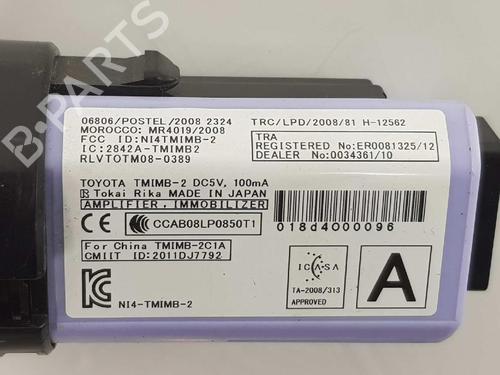 06806/POSTEL/2008 2324
MOROCCO: MR4019/2008
FCC ID:NI4TMIMB-2
IC:2842A-TMIMB2
RLVTOTM08-0389
TRC/LPD/2008/81 H-12562
TRA
REGISTERED No:ER0081325/12
DEALER No:0034361/10
TOYOTA TMIMB-2 DC5V, 100mA
Tokai Rika MADE IN JAPAN
AMPLIFIER, IMMOBILIZER
CE CCC CCAB08LP0850T1
018d4000096
For China TMIMB-2C1A
CMIIT ID:2011DJ7792
ICASA
TA-2008/313
APPROVED
A
KC
NI4-TMIMB-2
B-PARTS